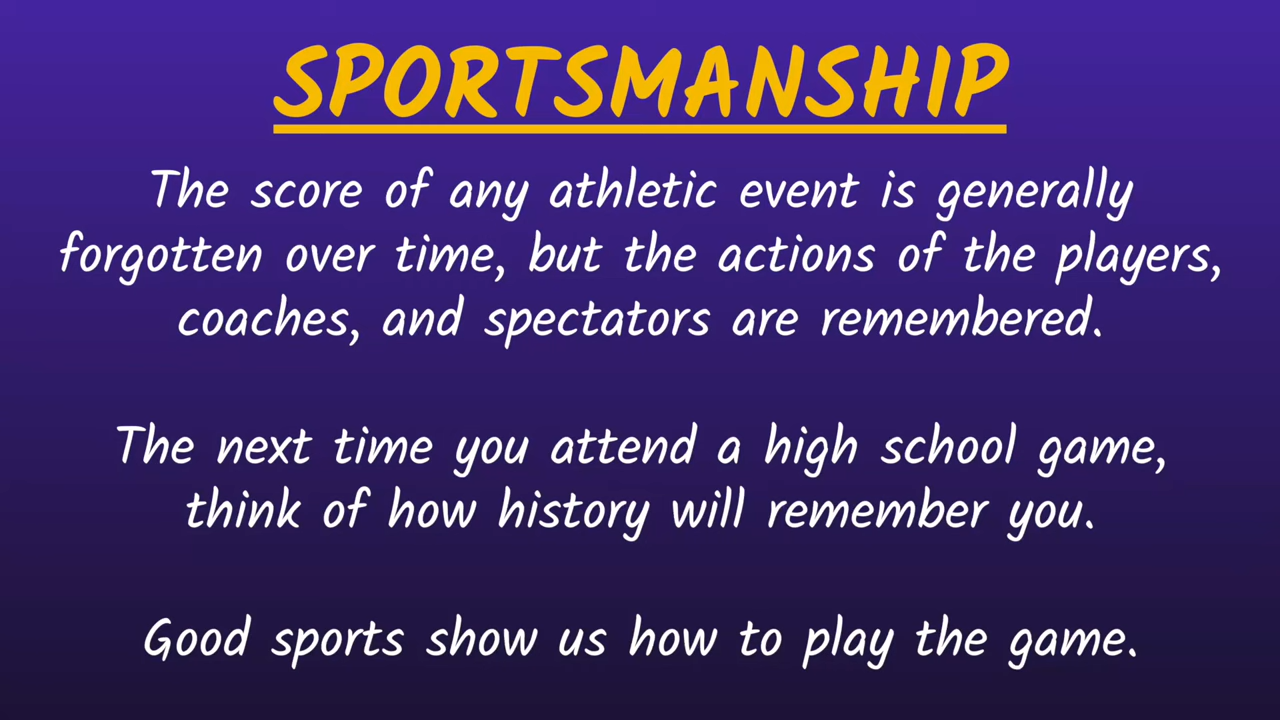 SPORTSMANSHIP
The score of any athletic event is generally
forgotten over time, but the actions of the players,
coaches, and spectators are remembered.
The next time you attend a high school game,
think of how history will remember you.
Good sports show us how to play the game.